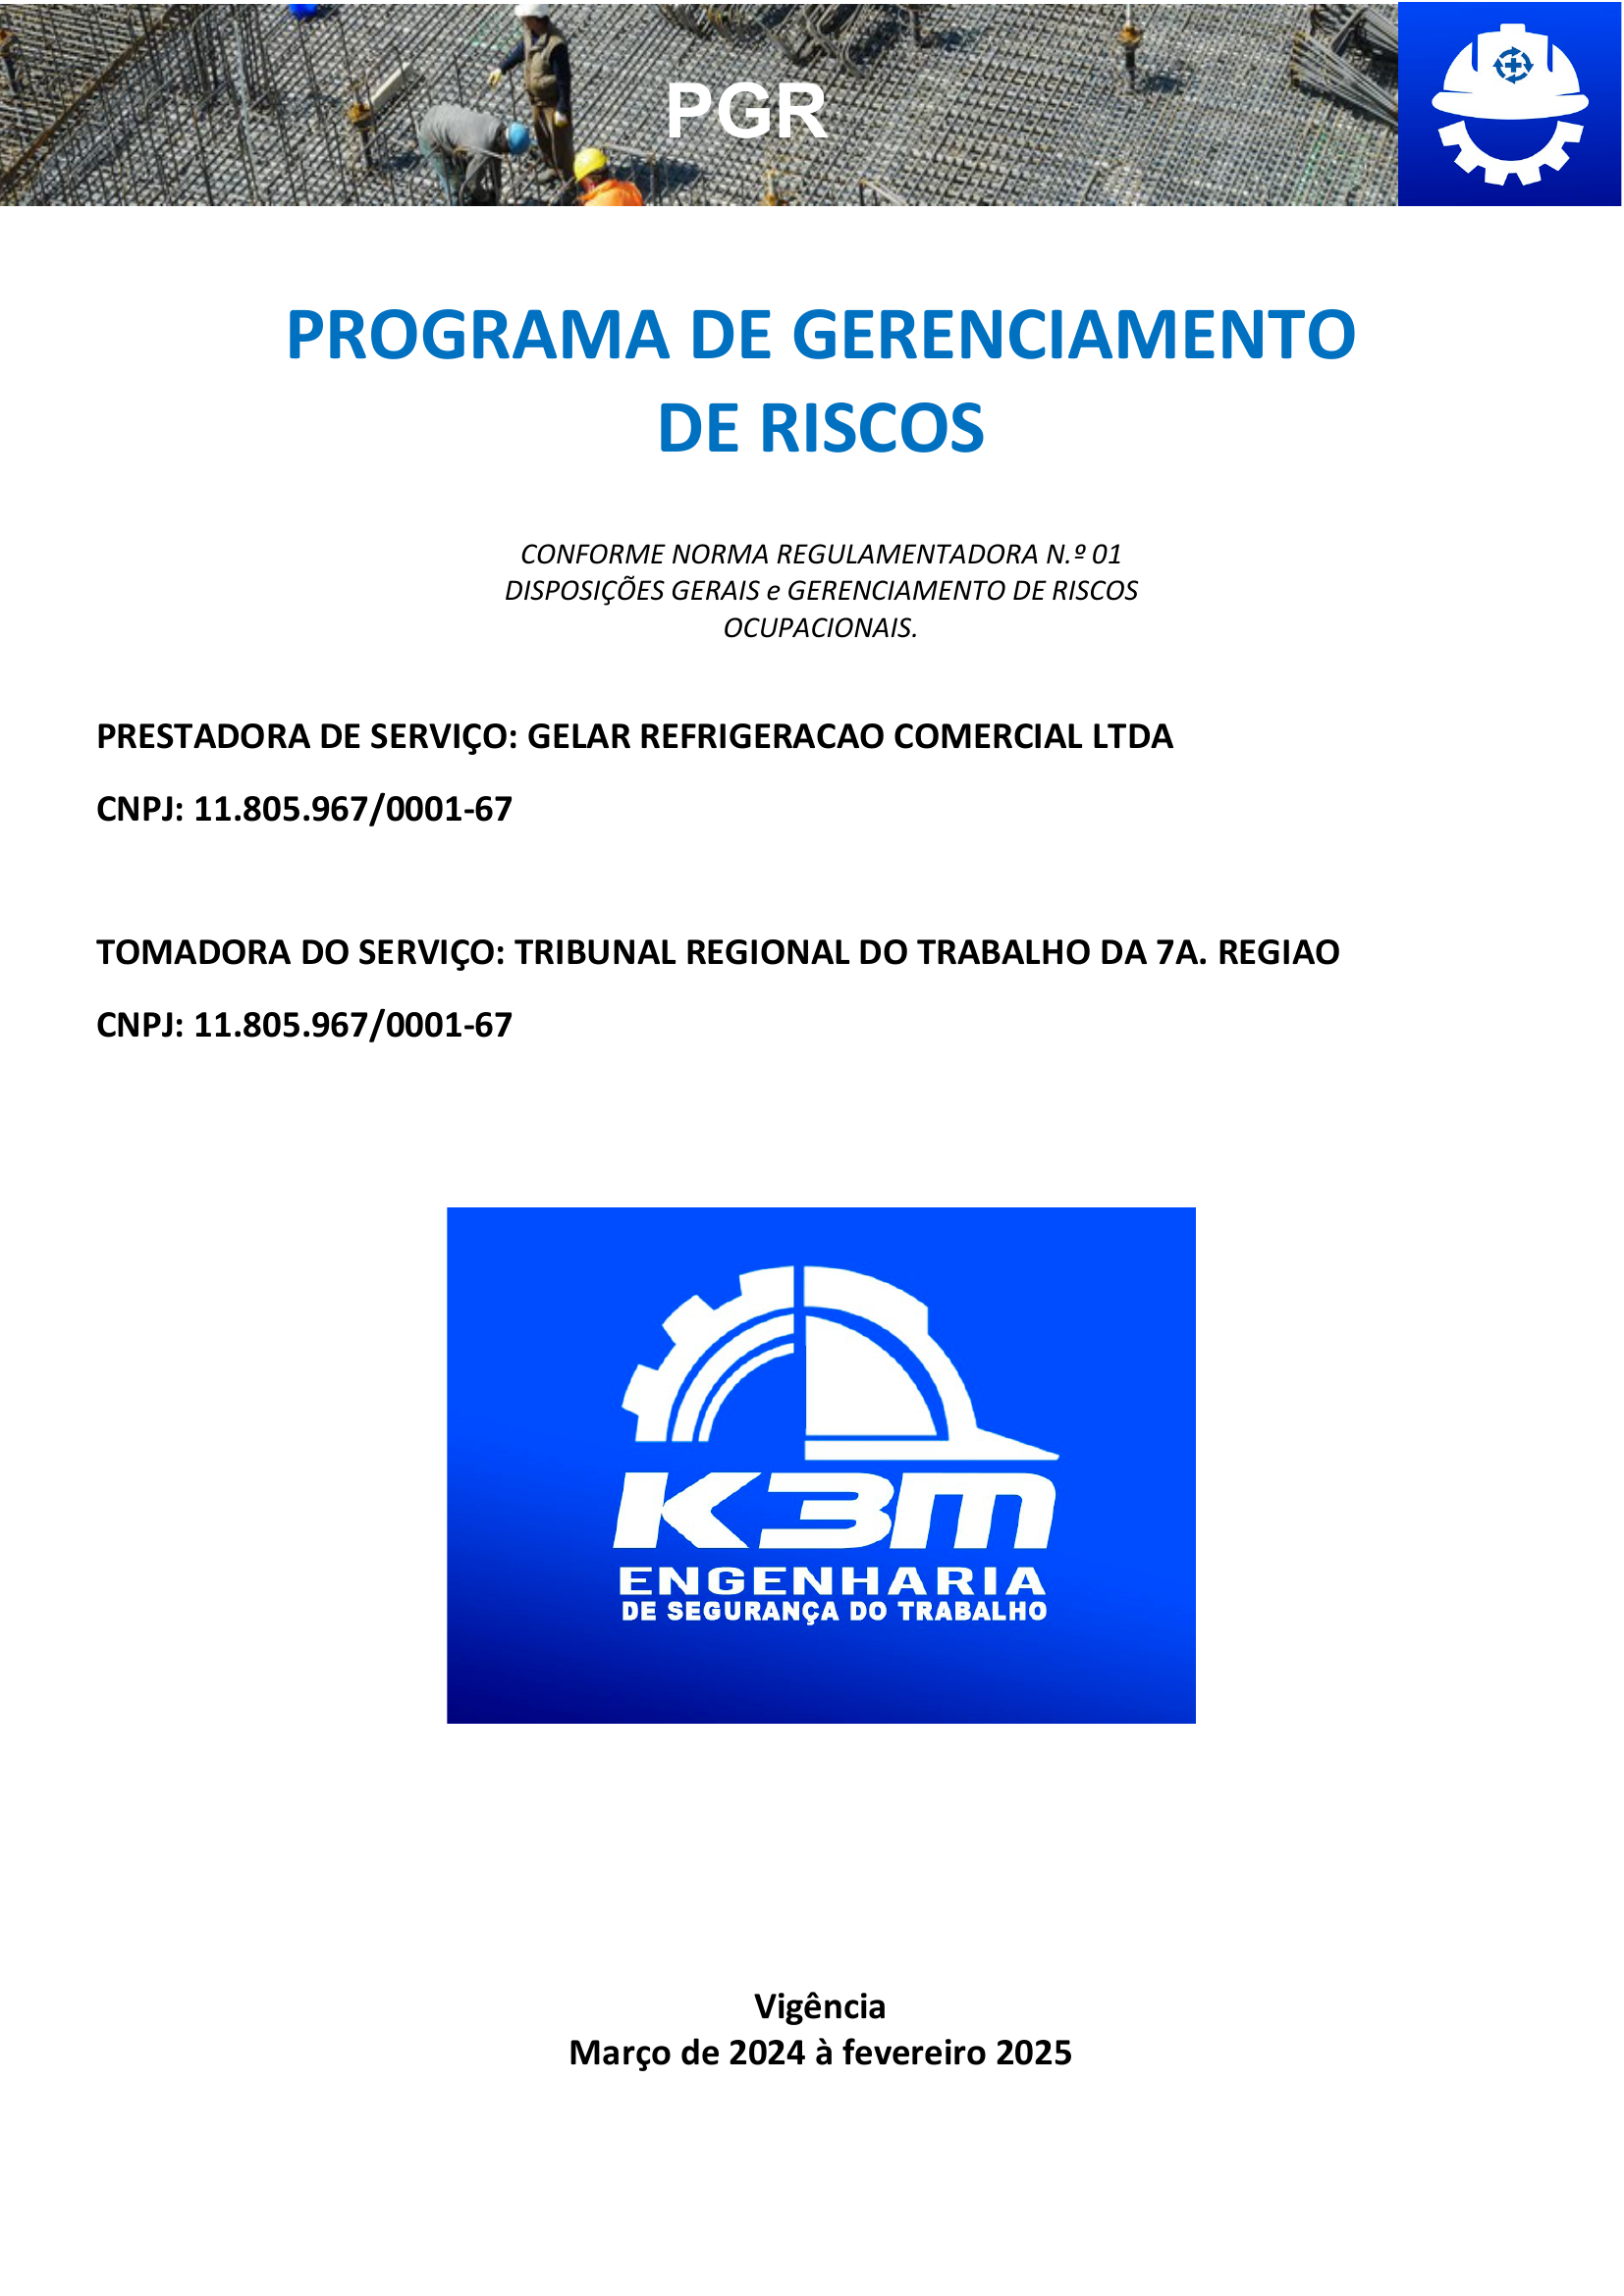 PGR
PROGRAMA DE GERENCIAMENTO
DE RISCOS
CONFORME NORMA REGULAMENTADORA N.º 01
DISPOSIÇÕES GERAIS e GERENCIAMENTO DE RISCOS
OCUPACIONAIS.
PRESTADORA DE SERVIÇO: GELAR REFRIGERACAO COMERCIAL LTDA
CNPJ: 11.805.967/0001-67
TOMADORA DO SERVIÇO: TRIBUNAL REGIONAL DO TRABALHO DA 7A. REGIAO
CNPJ: 11.805.967/0001-67
K3M
ENGENHARIA
DE SEGURANÇA DO TRABALHO
Vigência
Março de 2024 à fevereiro 2025